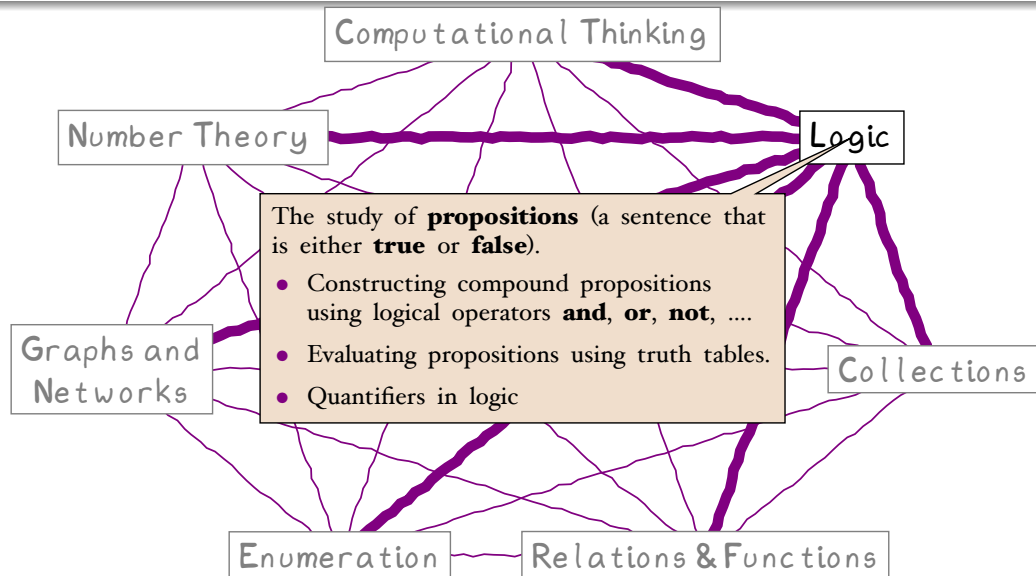 Computational Thinking
Number Theory
Logic
The study of propositions (a sentence that
is either true or false).
• Constructing compound propositions
using logical operators and, or, not, ....
• Evaluating propositions using truth tables.
• Quantifiers in logic
Graphs and
Networks
Collections
Enumeration
Relations & Functions